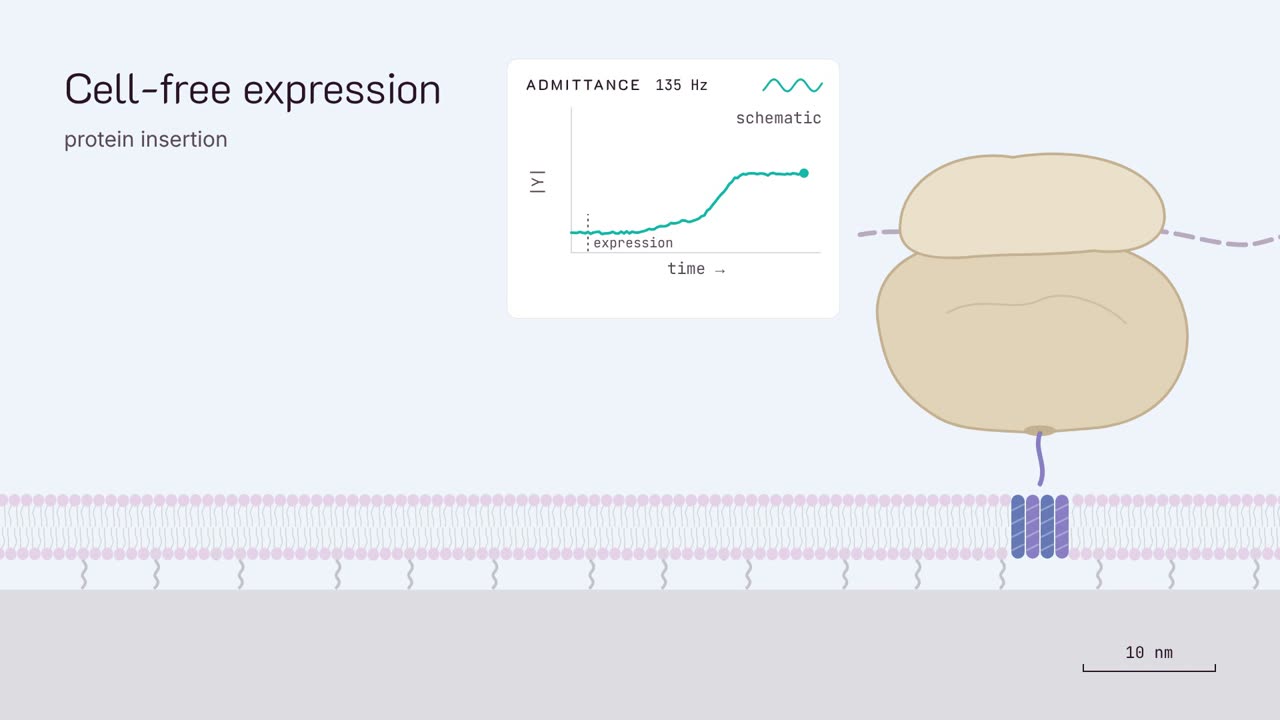 Cell-free expression
protein insertion
ADMITTANCE 135 Hz
schematic
|Y|
expression
time →
10 nm